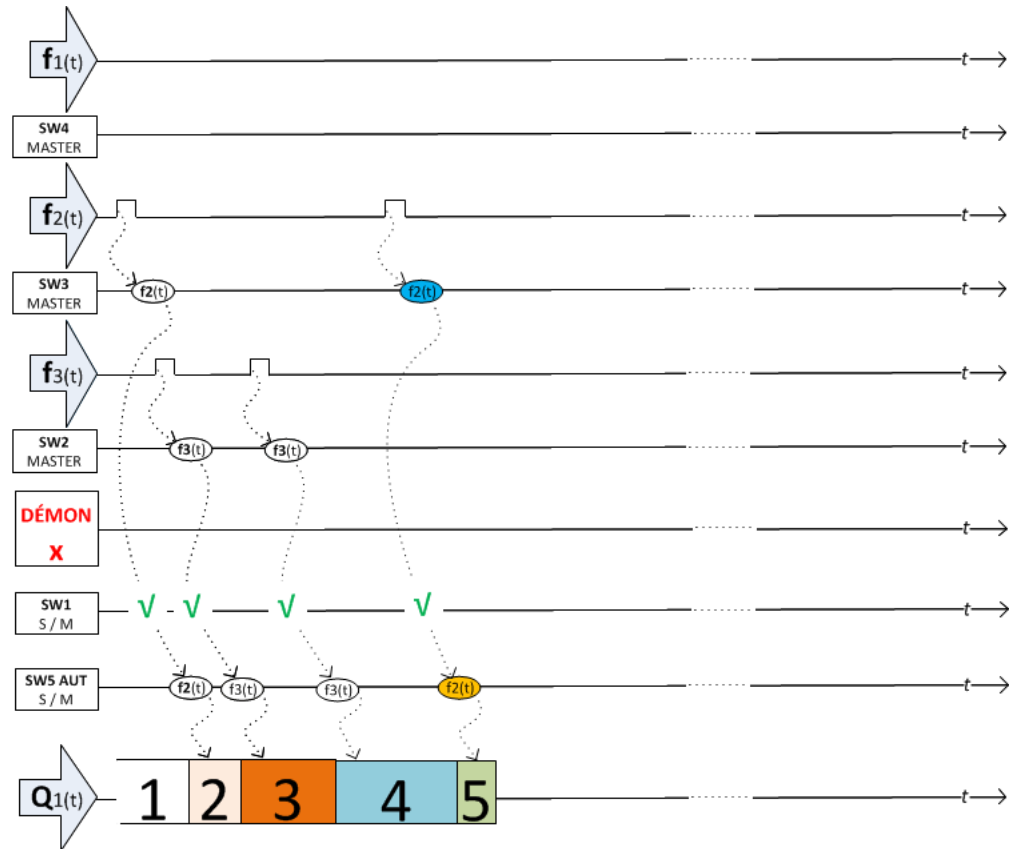 f1(t)
t
SW4
MASTER
t
f2(t)
t
SW3
MASTER
f2(t)
f2(t)
t
f3(t)
t
SW2
MASTER
f3(t)
f3(t)
t
DÉMON
X
t
SW1
S / M
√
√
√
√
t
SW5 AUT
S / M
f2(t)
f3(t)
f3(t)
f2(t)
t
Q1(t)
1
2
3
4
5
t